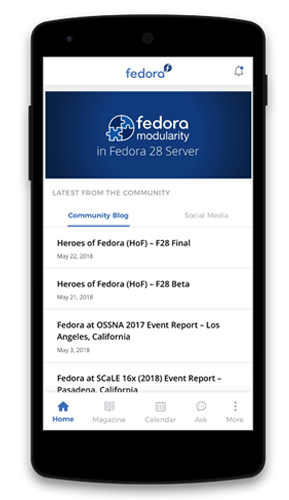 fedora
fedora
modularity
in Fedora 28 Server
LATEST FROM THE COMMUNITY
Community Blog
Social Media
Heroes of Fedora (HoF) – F28 Final
May 22, 2018
Heroes of Fedora (HoF) – F28 Beta
May 21, 2018
Fedora at OSSNA 2017 Event Report – Los
Angeles, California
May 3, 2018
Fedora at SCaLE 16x (2018) Event Report –
Pasadena, California
Home
Magazine
Calendar
Ask
More